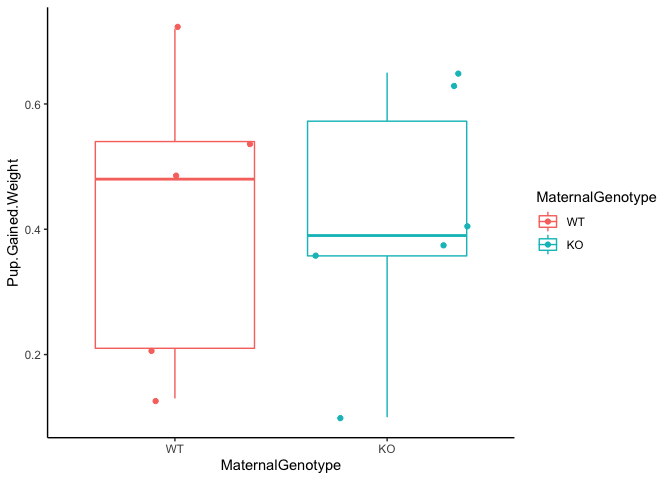 Pup.Gained.Weight
0.6
0.4
0.2
WT
KO
MaternalGenotype
MaternalGenotype
WT
KO